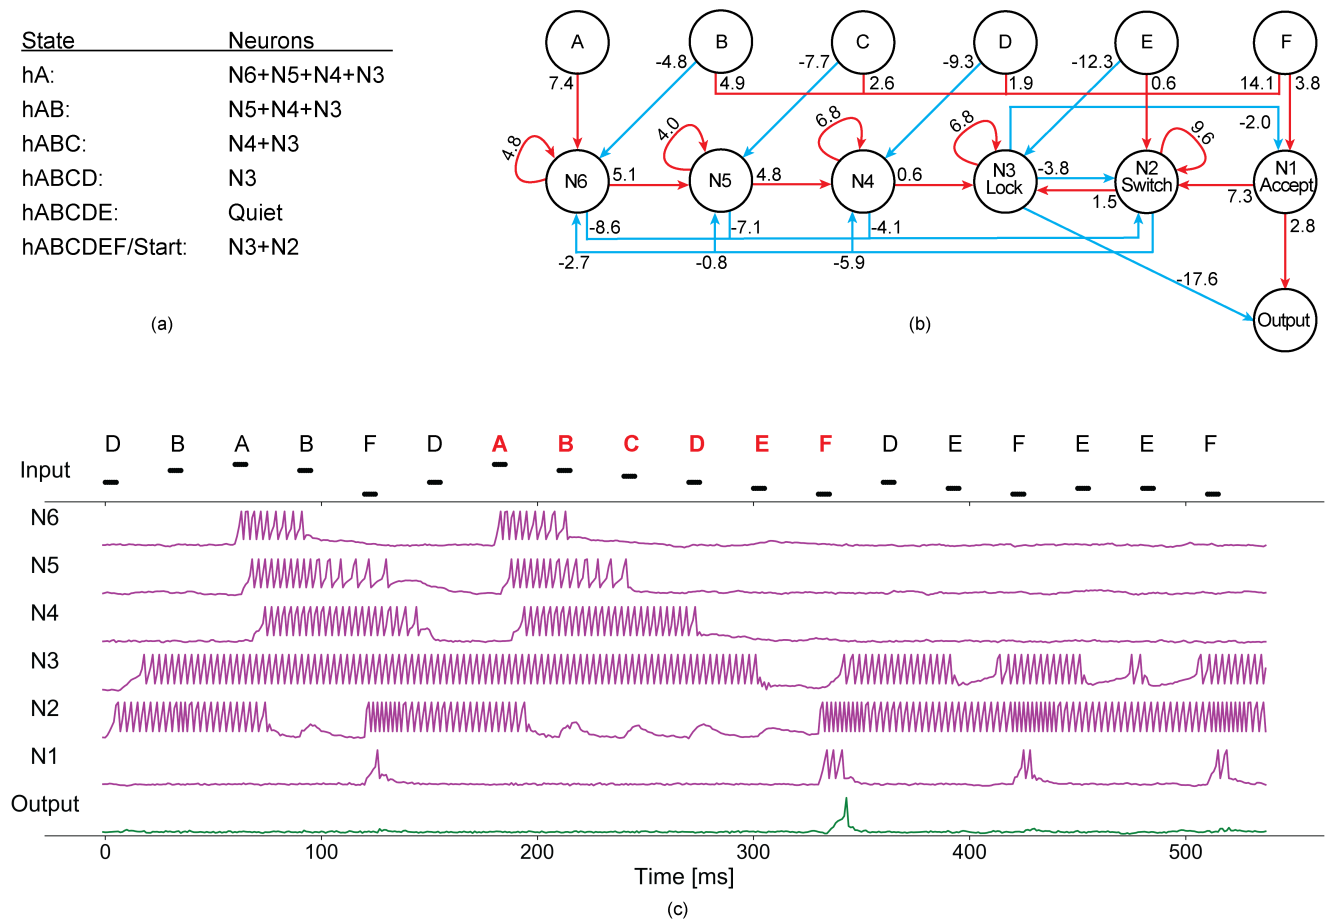 State Neurons
hA: N6+N5+N4+N3
hAB: N5+N4+N3
hABC: N4+N3
hABCD: N3
hABCDE: Quiet
hABCDEF/Start: N3+N2
(a)
A B C D E F
-4.8 -7.7 -9.3 -12.3
7.4 4.9 2.6 1.9 0.6 14.1 3.8
4.8 4.0 6.8 6.8 9.6 -2.0
N6 5.1 N5 4.8 N4 0.6 N3 Lock -3.8 N2 Switch N1 Accept
1.5 7.3
-8.6 -7.1 -4.1 2.8
-2.7 -0.8 -5.9
-17.6
Output
(b)
D B A B F D A B C D E F D E F E E F
Input
N6
N5
N4
N3
N2
N1
Output
0 100 200 300 400 500
Time [ms]
(c)